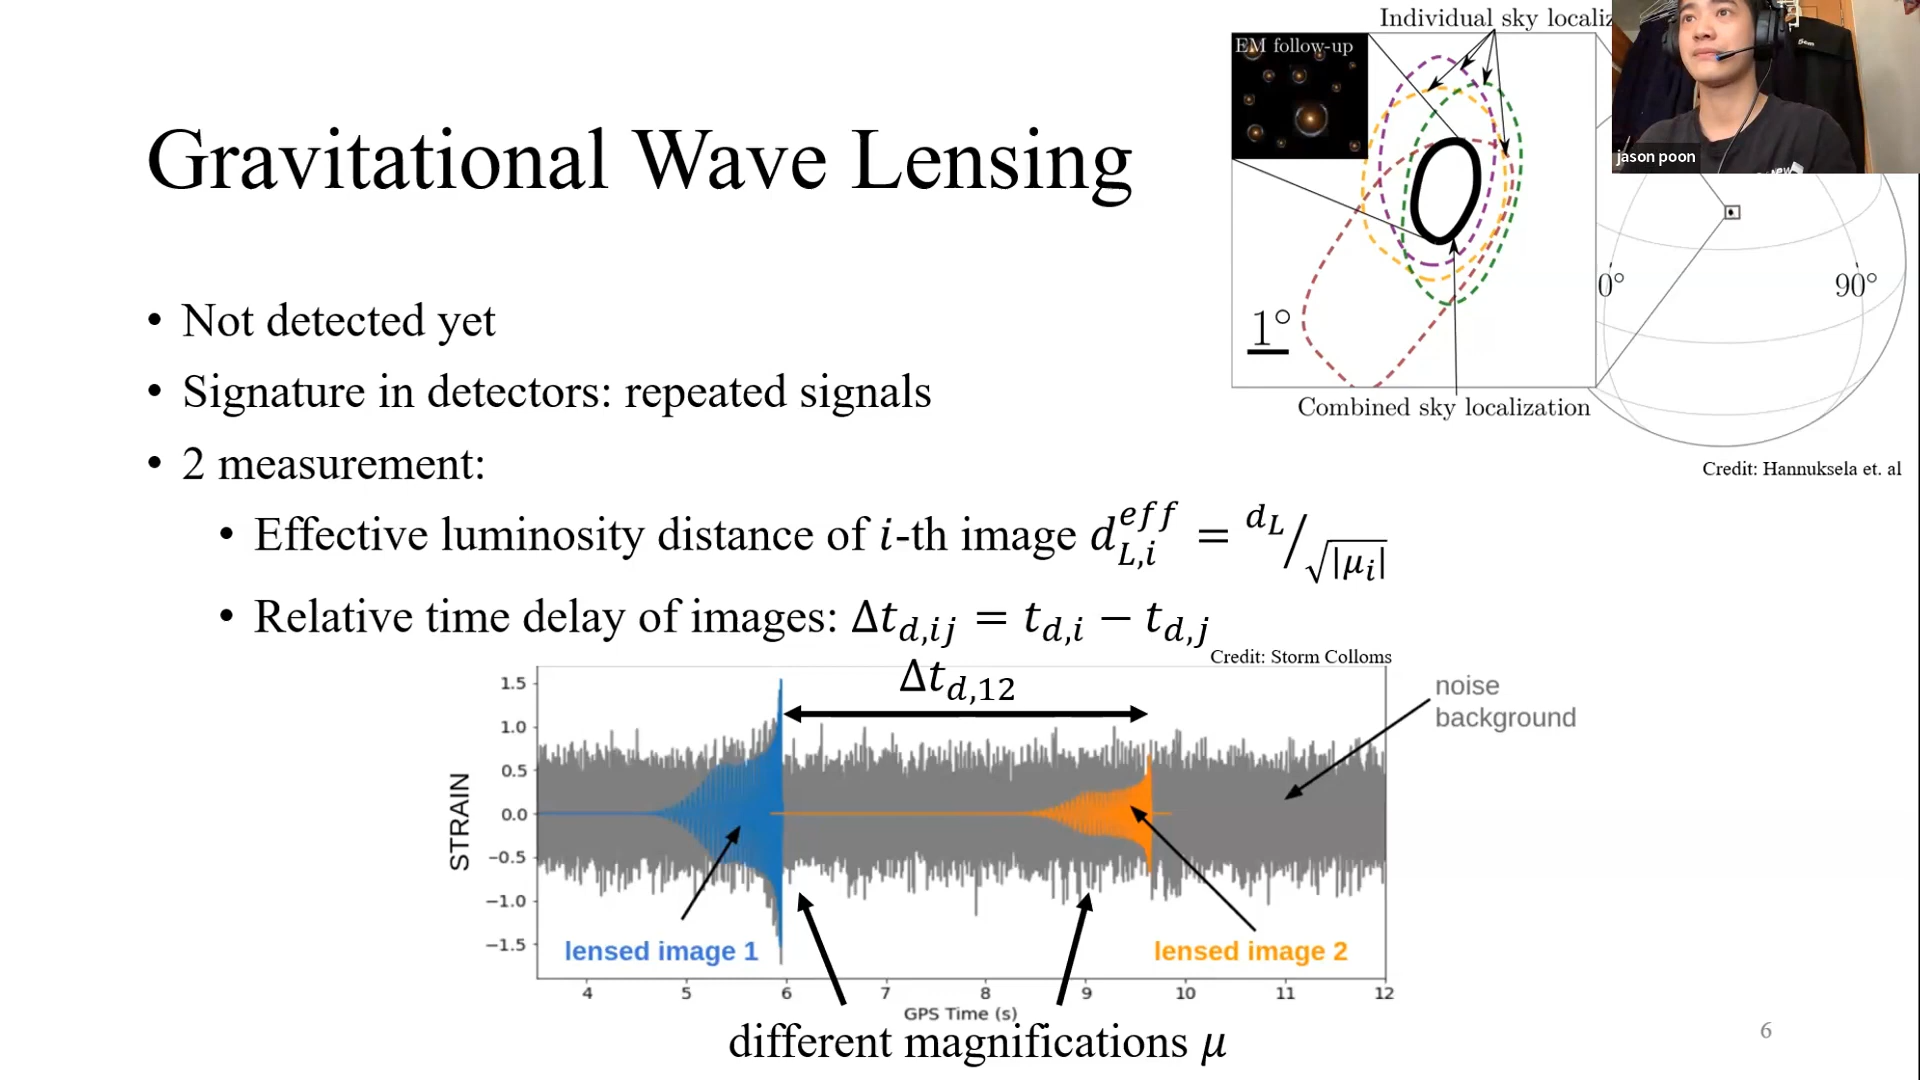 Individual sky localiz
EM follow-up
jason poon
Gravitational Wave Lensing
0°
90°
1°
Combined sky localization
Credit: Hannuksela et. al
• Not detected yet
• Signature in detectors: repeated signals
• 2 measurement:
• Effective luminosity distance of i-th image d_{L,i}^{eff} = d_L/√|μ_i|
• Relative time delay of images: Δt_{d,ij} = t_{d,i} − t_{d,j}
Credit: Storm Colloms
Δt_{d,12}
noise
background
1.5
1.0
0.5
0.0
−0.5
−1.0
−1.5
STRAIN
lensed image 1
lensed image 2
4 5 6 7 8 9 10 11 12
GPS Time (s)
different magnifications μ
6